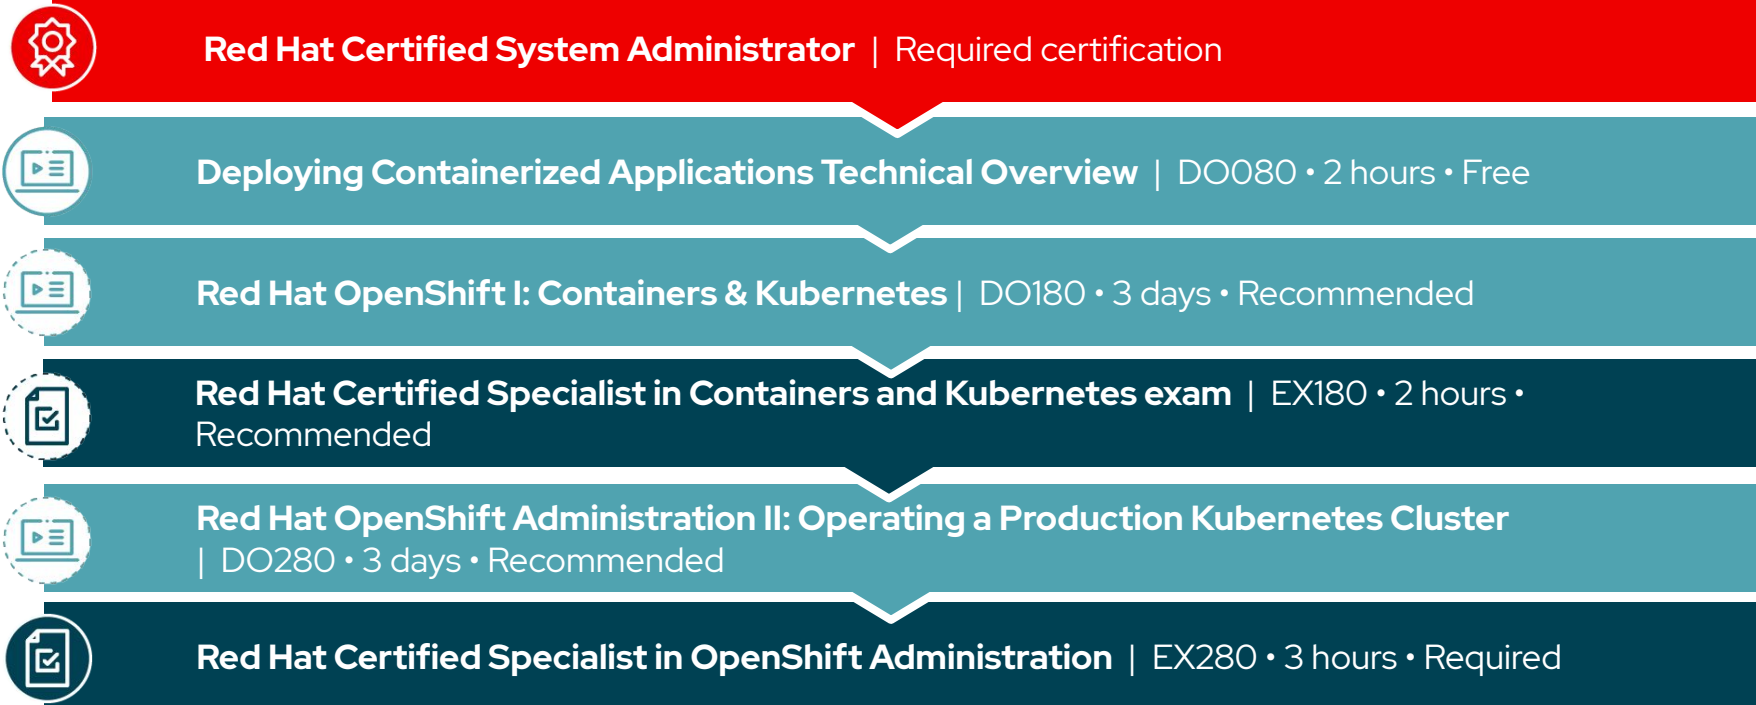 Red Hat Certified System Administrator | Required certification
Deploying Containerized Applications Technical Overview | DO080 • 2 hours • Free
Red Hat OpenShift I: Containers & Kubernetes | DO180 • 3 days • Recommended
Red Hat Certified Specialist in Containers and Kubernetes exam | EX180 • 2 hours •
Recommended
Red Hat OpenShift Administration II: Operating a Production Kubernetes Cluster
| DO280 • 3 days • Recommended
Red Hat Certified Specialist in OpenShift Administration | EX280 • 3 hours • Required